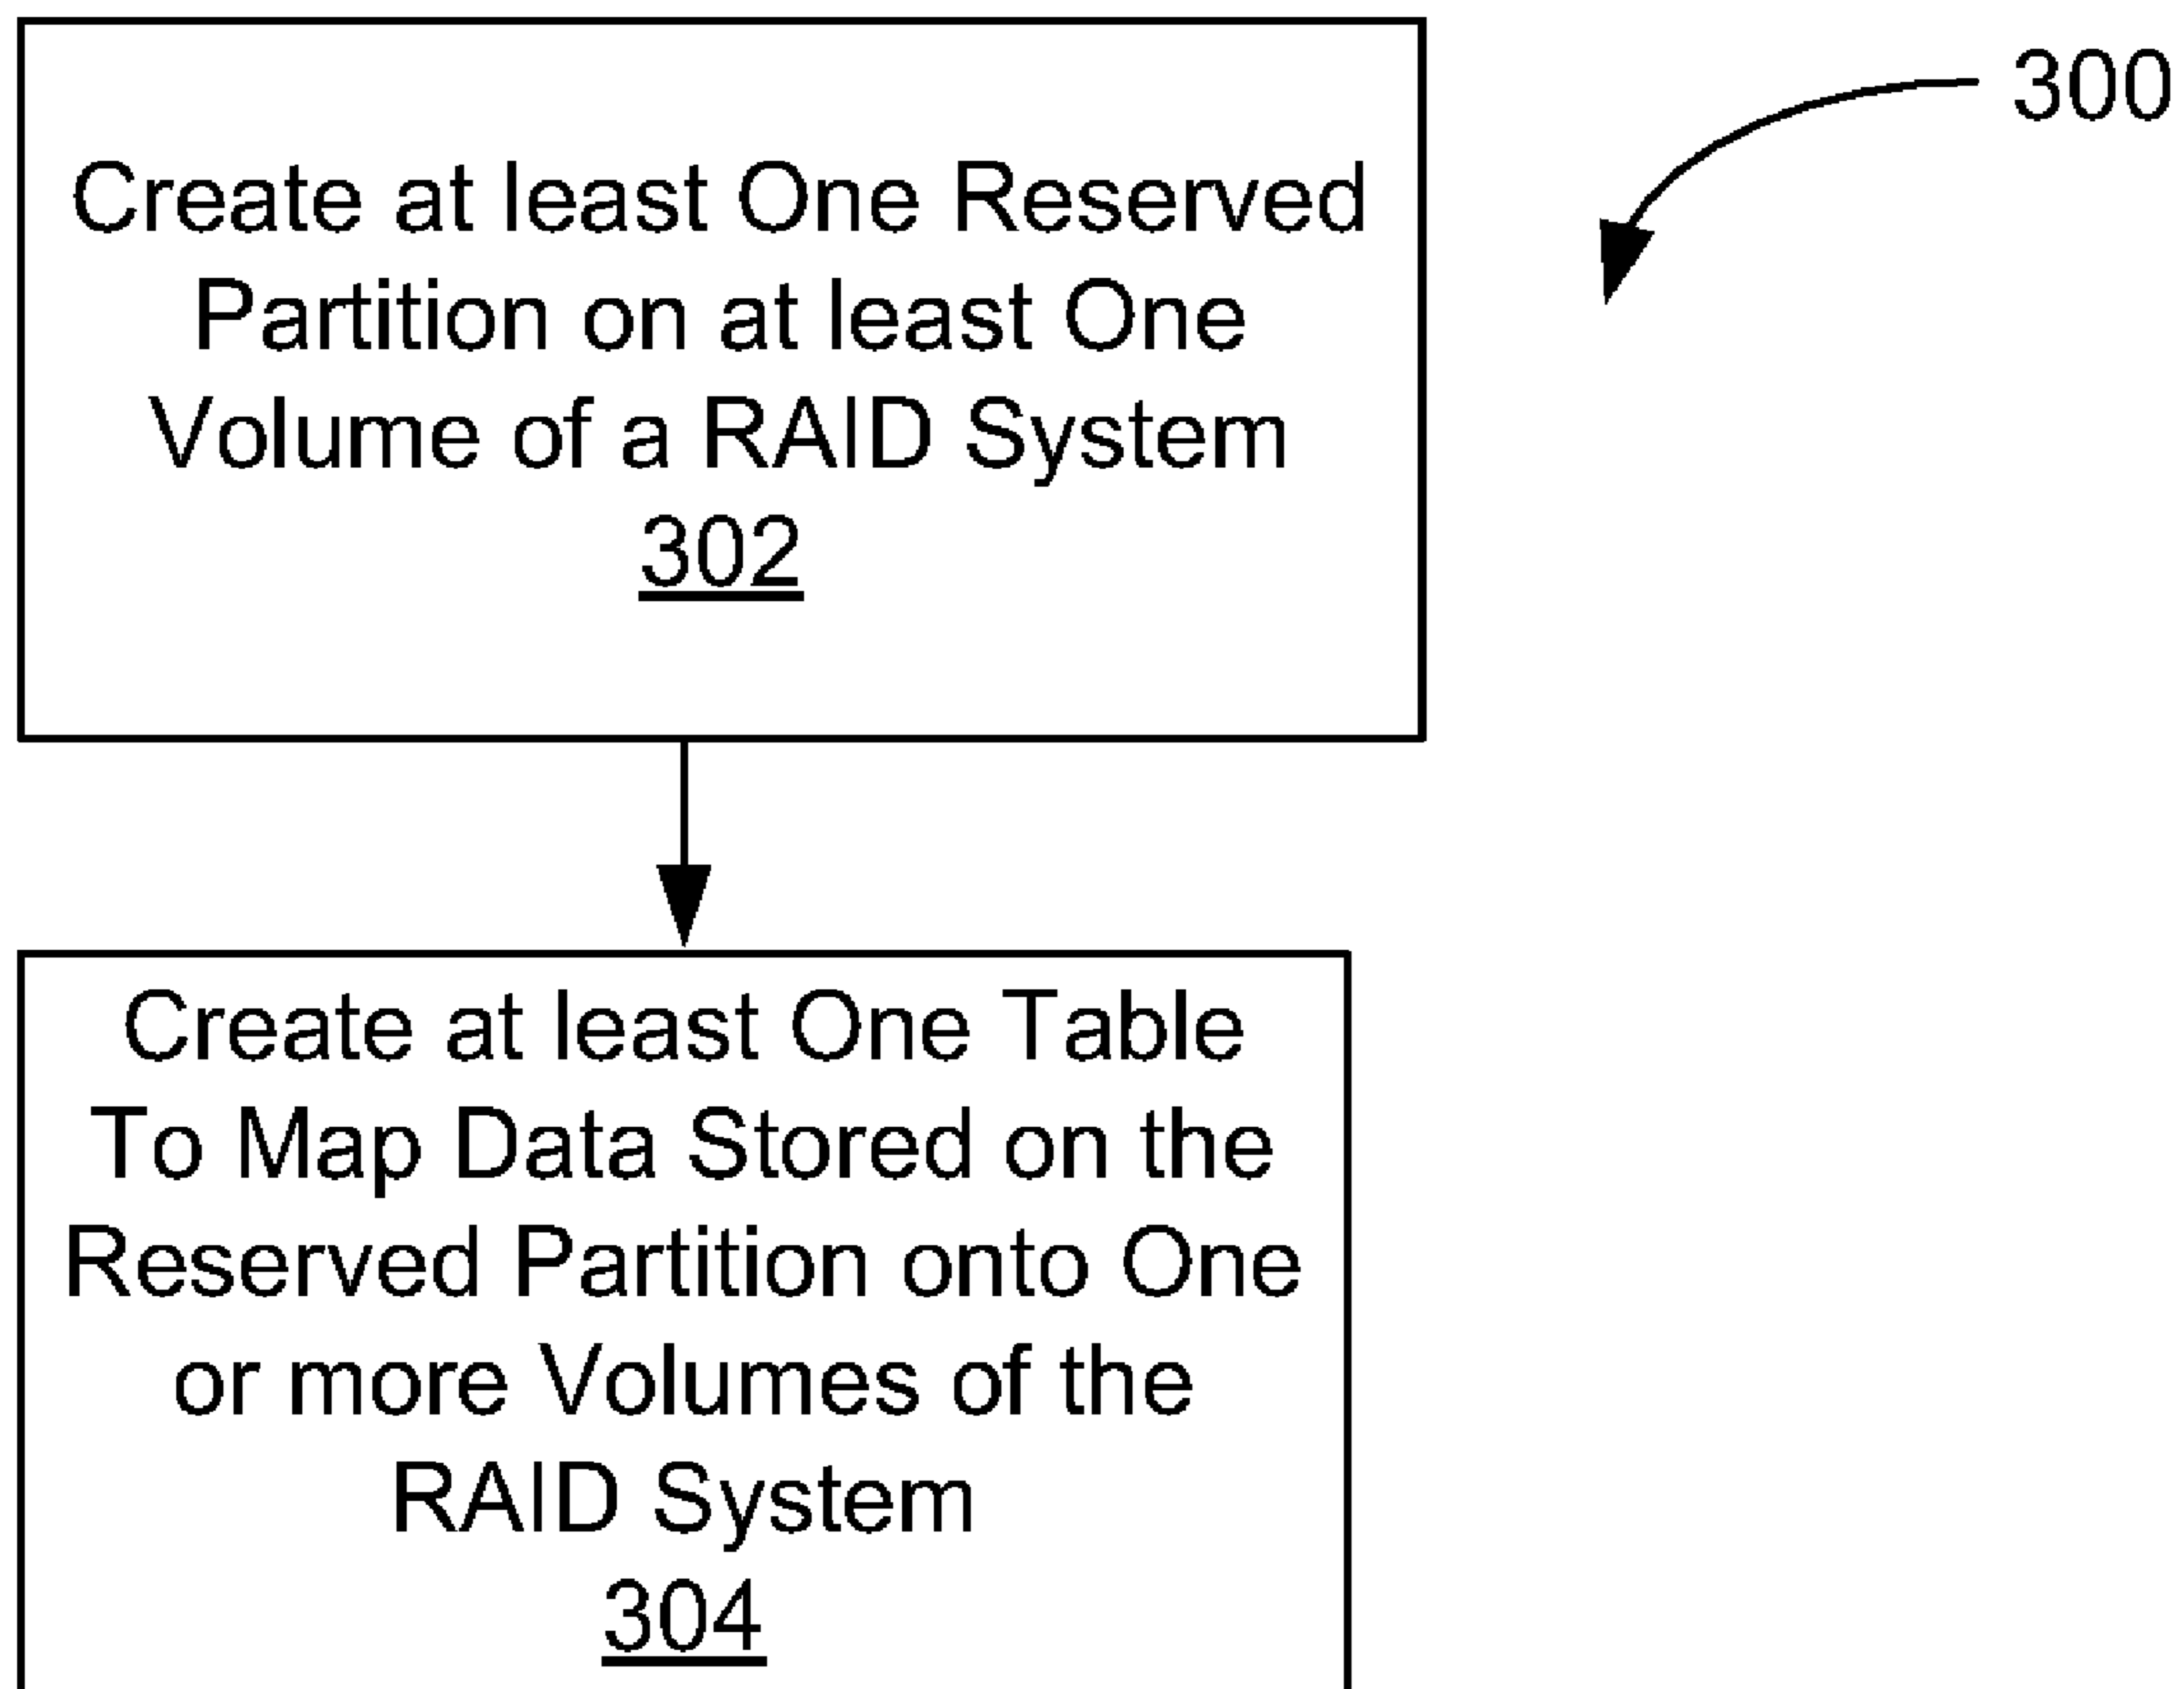 300
Create at least One Reserved
Partition on at least One
Volume of a RAID System
302
Create at least One Table
To Map Data Stored on the
Reserved Partition onto One
or more Volumes of the
RAID System
304